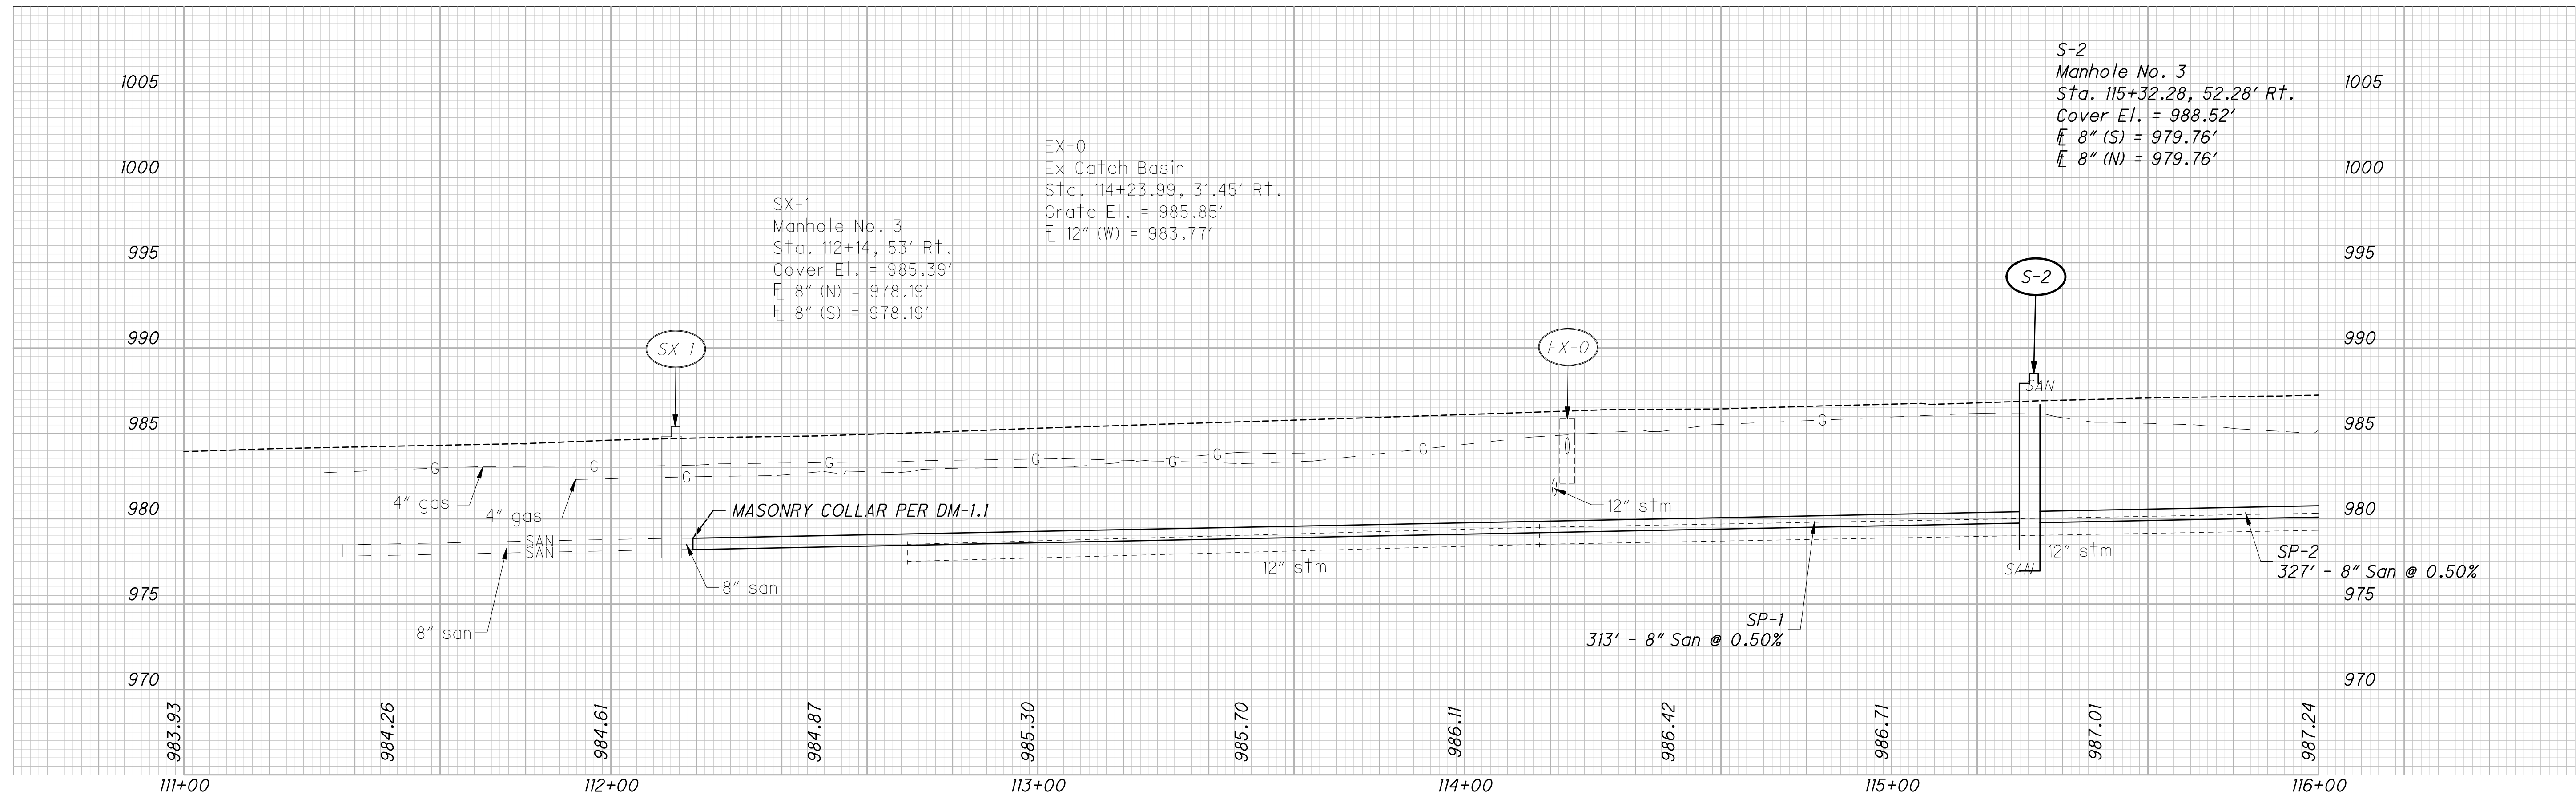 S-2
Manhole No. 3
Sta. 115+32.28, 52.28' Rt.
Cover El. = 988.52'
℄ 8" (S) = 979.76'
℄ 8" (N) = 979.76'
1005
1005
EX-0
Ex Catch Basin
Sta. 114+23.99, 31.45' Rt.
Grate El. = 985.85'
℄ 12" (W) = 983.77'
1000
1000
SX-1
Manhole No. 3
Sta. 112+14, 53' Rt.
Cover El. = 985.39'
℄ 8" (N) = 978.19'
℄ 8" (S) = 978.19'
995
995
S-2
990
SX-1
EX-0
990
SAN
985
G
985
G
G
G
G
G
G
G
G
4" gas
4" gas
12" stm
980
MASONRY COLLAR PER DM-1.1
980
SAN
SAN
12" stm
12" stm
SP-2
327' - 8" San @ 0.50%
SAN
8" san
975
975
8" san
SP-1
313' - 8" San @ 0.50%
970
970
983.93
984.26
984.61
984.87
985.30
985.70
986.11
986.42
986.71
987.01
987.24
111+00
112+00
113+00
114+00
115+00
116+00